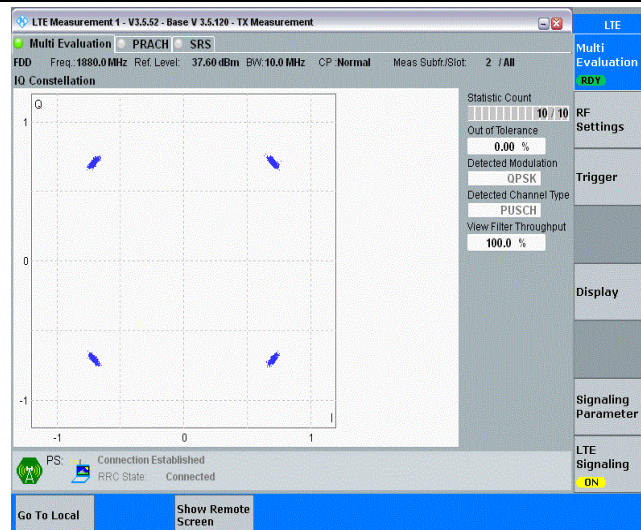 LTE Measurement 1 - V3.5.52 - Base V 3.5.120 - TX Measurement
LTE
Multi Evaluation PRACH SRS
FDD Freq.:1880.0 MHz Ref. Level: 37.60 dBm BW:10.0 MHz CP:Normal Meas Subfr./Slot: 2 / All
IQ Constellation
Q
1
0
-1
-1 0 1
I
Statistic Count
10 / 10
Out of Tolerance
0.00 %
Detected Modulation
QPSK
Detected Channel Type
PUSCH
View Filter Throughput
100.0 %
Multi
Evaluation
RDY
RF
Settings
Trigger
Display
Signaling
Parameter
LTE
Signaling
ON
PS: Connection Established
RRC State: Connected
Go To Local
Show Remote
Screen